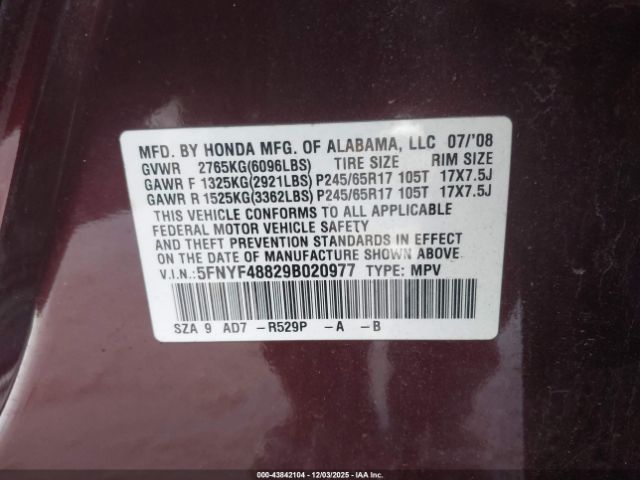 MFD. BY HONDA MFG. OF ALABAMA, LLC 07/'08
GVWR 2765KG(6096LBS) TIRE SIZE RIM SIZE
GAWR F 1325KG(2921LBS) P245/65R17 105T 17X7.5J
GAWR R 1525KG(3362LBS) P245/65R17 105T 17X7.5J
THIS VEHICLE CONFORMS TO ALL APPLICABLE
FEDERAL MOTOR VEHICLE SAFETY
AND THEFT PREVENTION STANDARDS IN EFFECT
ON THE DATE OF MANUFACTURE SHOWN ABOVE.
V.I.N.: 5FNYF48829B020977 TYPE: MPV
SZA 9 AD7 -R529P -A -B
000-43842104 - 12/03/2025 - IAA Inc.